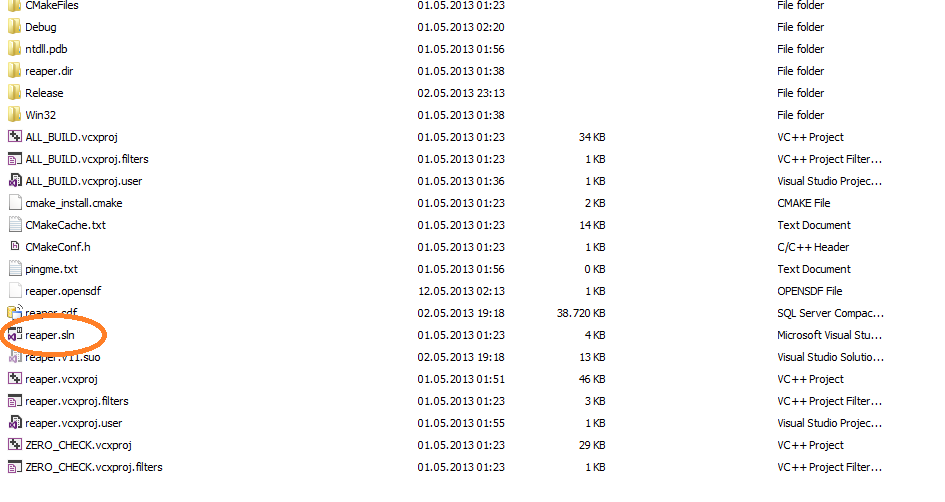 CMakeFiles 01.05.2013 01:23 File folder
Debug 01.05.2013 02:20 File folder
ntdll.pdb 01.05.2013 01:56 File folder
reaper.dir 01.05.2013 01:38 File folder
Release 02.05.2013 23:13 File folder
Win32 01.05.2013 01:38 File folder
ALL_BUILD.vcxproj 01.05.2013 01:23 34 KB VC++ Project
ALL_BUILD.vcxproj.filters 01.05.2013 01:23 1 KB VC++ Project Filter...
ALL_BUILD.vcxproj.user 01.05.2013 01:36 1 KB Visual Studio Projec...
cmake_install.cmake 01.05.2013 01:23 2 KB CMAKE File
CMakeCache.txt 01.05.2013 01:23 14 KB Text Document
CMakeConf.h 01.05.2013 01:23 1 KB C/C++ Header
pingme.txt 01.05.2013 01:56 0 KB Text Document
reaper.opensdf 12.05.2013 02:13 1 KB OPENSDF File
reaper.sdf 02.05.2013 19:18 38.720 KB SQL Server Compac...
reaper.sln 01.05.2013 01:23 4 KB Microsoft Visual Stu...
reaper.v11.suo 02.05.2013 19:18 13 KB Visual Studio Solutio...
reaper.vcxproj 01.05.2013 01:51 46 KB VC++ Project
reaper.vcxproj.filters 01.05.2013 01:23 3 KB VC++ Project Filter...
reaper.vcxproj.user 01.05.2013 01:55 1 KB Visual Studio Projec...
ZERO_CHECK.vcxproj 01.05.2013 01:23 29 KB VC++ Project
ZERO_CHECK.vcxproj.filters 01.05.2013 01:23 1 KB VC++ Project Filter...